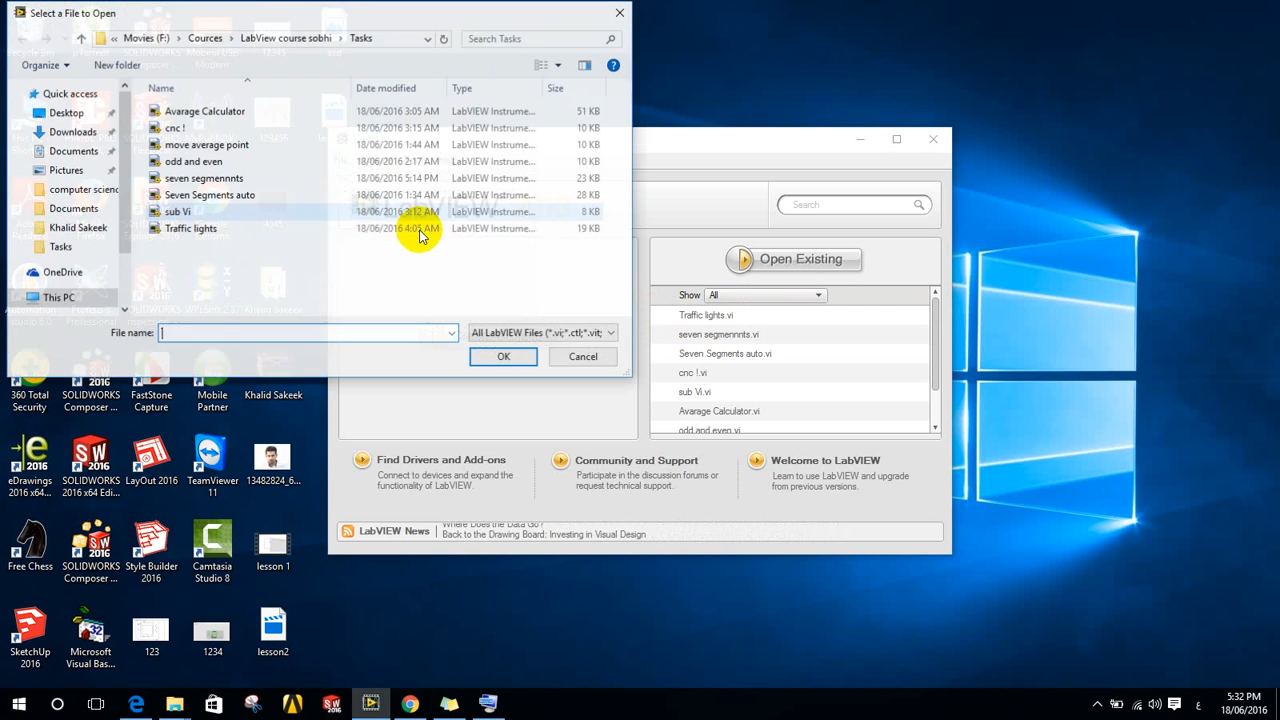 Select a File to Open
« Movies (F:) › Cources › LabView course sobhi › Tasks
Search Tasks
Organize
New folder
Name
Date modified
Type
Size
Quick access
Desktop
Downloads
Documents
Pictures
computer scienc
Documents
Khalid Sakeek
Tasks
OneDrive
This PC
Avarage Calculator 18/06/2016 3:05 AM LabVIEW Instrume... 51 KB
cnc ! 18/06/2016 3:15 AM LabVIEW Instrume... 10 KB
move average point 18/06/2016 1:44 AM LabVIEW Instrume... 10 KB
odd and even 18/06/2016 2:17 AM LabVIEW Instrume... 10 KB
seven segmennts 18/06/2016 5:14 PM LabVIEW Instrume... 23 KB
Seven Segments auto 18/06/2016 1:34 AM LabVIEW Instrume... 28 KB
sub Vi 18/06/2016 3:12 AM LabVIEW Instrume... 8 KB
Traffic lights 18/06/2016 4:05 AM LabVIEW Instrume... 19 KB
File name:
All LabVIEW Files (*.vi;*.ctl;*.vit;
OK
Cancel
Search
Open Existing
Show All
Traffic lights.vi
seven segmennts.vi
Seven Segments auto.vi
cnc !.vi
sub Vi.vi
Avarage Calculator.vi
odd and even.vi
Find Drivers and Add-ons
Connect to devices and expand the
functionality of LabVIEW.
Community and Support
Participate in the discussion forums or
request technical support.
Welcome to LabVIEW
Learn to use LabVIEW and upgrade
from previous versions.
LabVIEW News
Where Does the Data Go?
Back to the Drawing Board: Investing in Visual Design
360 Total
Security
SOLIDWORKS
Composer ...
FastStone
Capture
Mobile
Partner
Khalid Sakeek
eDrawings
2016 x64...
SOLIDWORKS
2016 x64 Edi...
LayOut 2016
TeamViewer
11
13482824_6...
Free Chess
SOLIDWORKS
Composer ...
Style Builder
2016
Camtasia
Studio 8
lesson 1
SketchUp
2016
Microsoft
Visual Bas...
123
1234
lesson2
ع
5:32 PM
18/06/2016